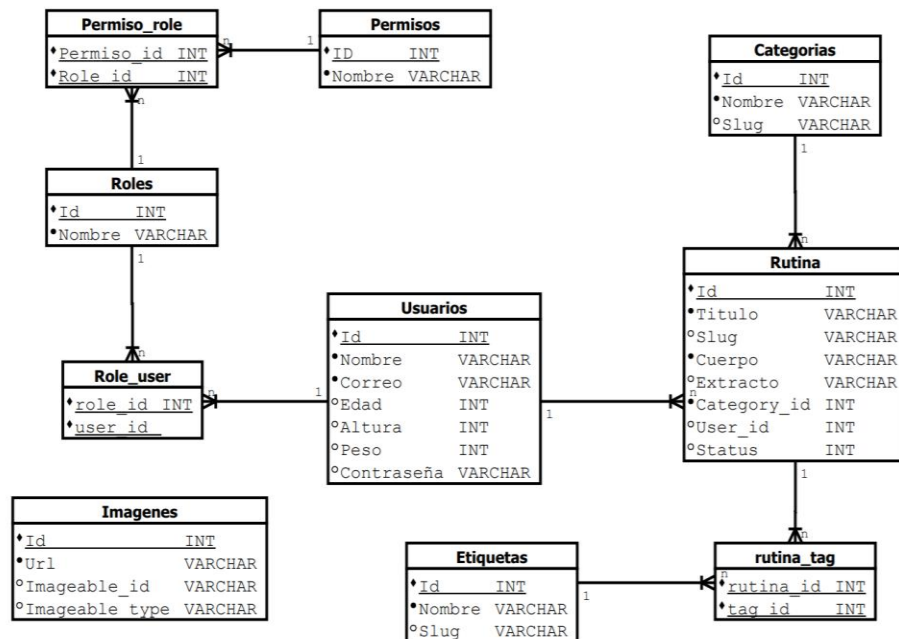 Permiso_role
Permiso_id INT
Role_id INT
n
1
n
Permisos
ID INT
Nombre VARCHAR
Categorias
Id INT
Nombre VARCHAR
Slug VARCHAR
1
1
Roles
Id INT
Nombre VARCHAR
1
n
n
Rutina
Id INT
Titulo VARCHAR
Slug VARCHAR
Cuerpo VARCHAR
Extracto VARCHAR
Category_id INT
User_id INT
Status INT
n
1
Usuarios
Id INT
Nombre VARCHAR
Correo VARCHAR
Edad INT
Altura INT
Peso INT
Contraseña VARCHAR
1
1
Role_user
role_id INT
user_id
n
Imagenes
Id INT
Url VARCHAR
Imageable_id VARCHAR
Imageable_type VARCHAR
Etiquetas
Id INT
Nombre VARCHAR
Slug VARCHAR
1
n
n
rutina_tag
rutina_id INT
tag_id INT